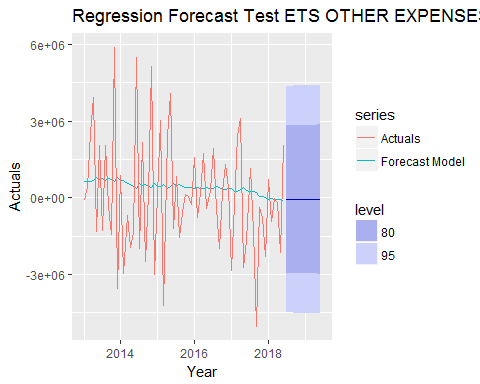 Regression Forecast Test ETS OTHER EXPENSES
6e+06
3e+06
0e+00
-3e+06
Actuals
2014
2016
2018
Year
series
Actuals
Forecast Model
level
80
95